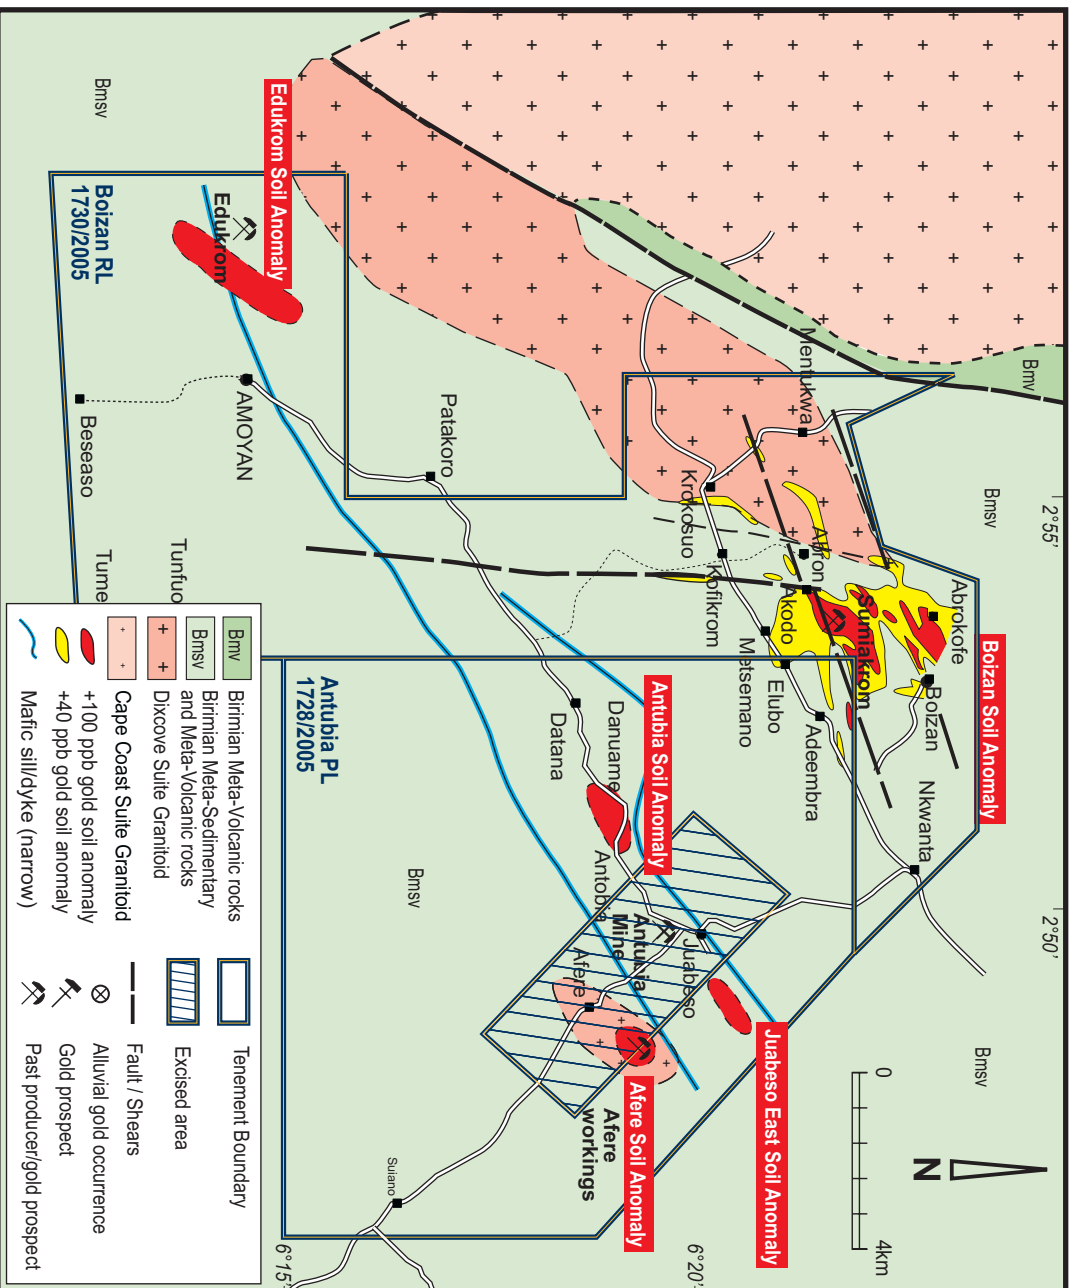 Bmsv
Bmv
Bmsv
2°55'
2°50'
Bmsv
Bmsv
Edukrom Soil Anomaly
Edukrom
Boizan RL
1730/2005
Mentukwa
Krokosuo
Kofikrom
Abron
Akodo
Sumiakrom
Abrokofe
Boizan
Boizan Soil Anomaly
Metsemano
Elubo
Adeembra
Nkwanta
Patakoro
AMOYAN
Beseaso
Tunfuo
Tume
Datana
Danuame
Antubia Soil Anomaly
Antobia
Antubia
Mine
Juabeso
Afere
Juabeso East Soil Anomaly
Afere Soil Anomaly
Afere
workings
Suiano
Antubia PL
1728/2005
0
4km
N
6°20'
6°15'
Bmv
Birimian Meta-Volcanic rocks
Bmsv
Birimian Meta-Sedimentary
and Meta-Volcanic rocks
Dixcove Suite Granitoid
Cape Coast Suite Granitoid
+100 ppb gold soil anomaly
+40 ppb gold soil anomaly
Mafic sill/dyke (narrow)
Tenement Boundary
Excised area
Fault / Shears
Alluvial gold occurrence
Gold prospect
Past producer/gold prospect